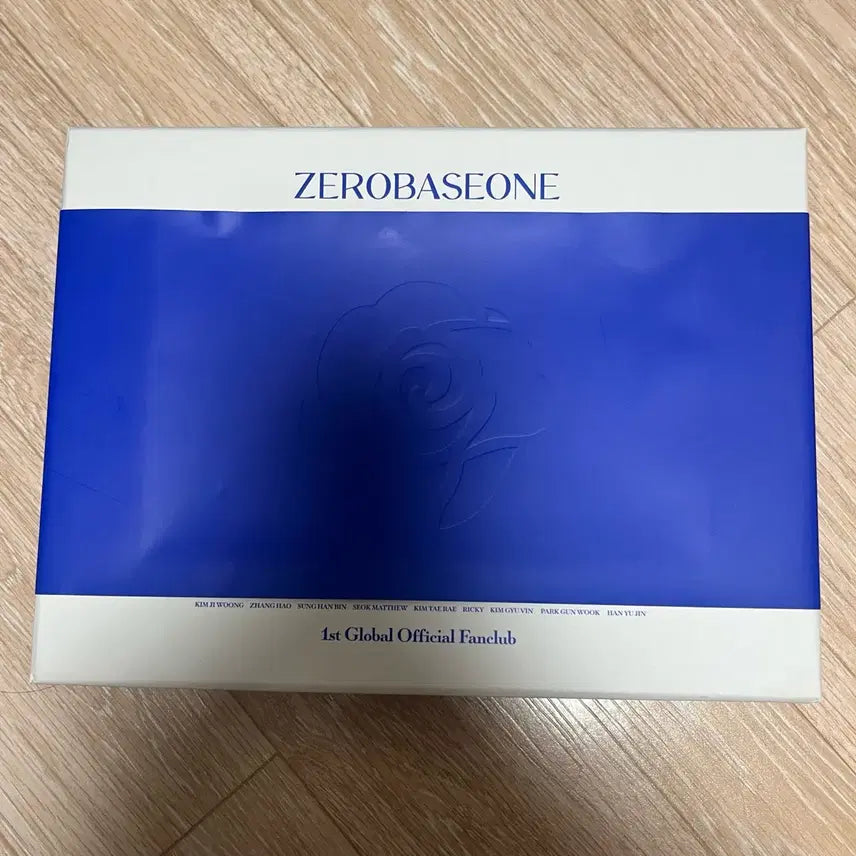 ZEROBASEONE
KIM JI WOONG ZHANG HAO SUNG HAN BIN SEOK MATTHEW KIM TAE RAE RICKY KIM GYU VIN PARK GUN WOOK HAN YU JIN
1st Global Official Fanclub